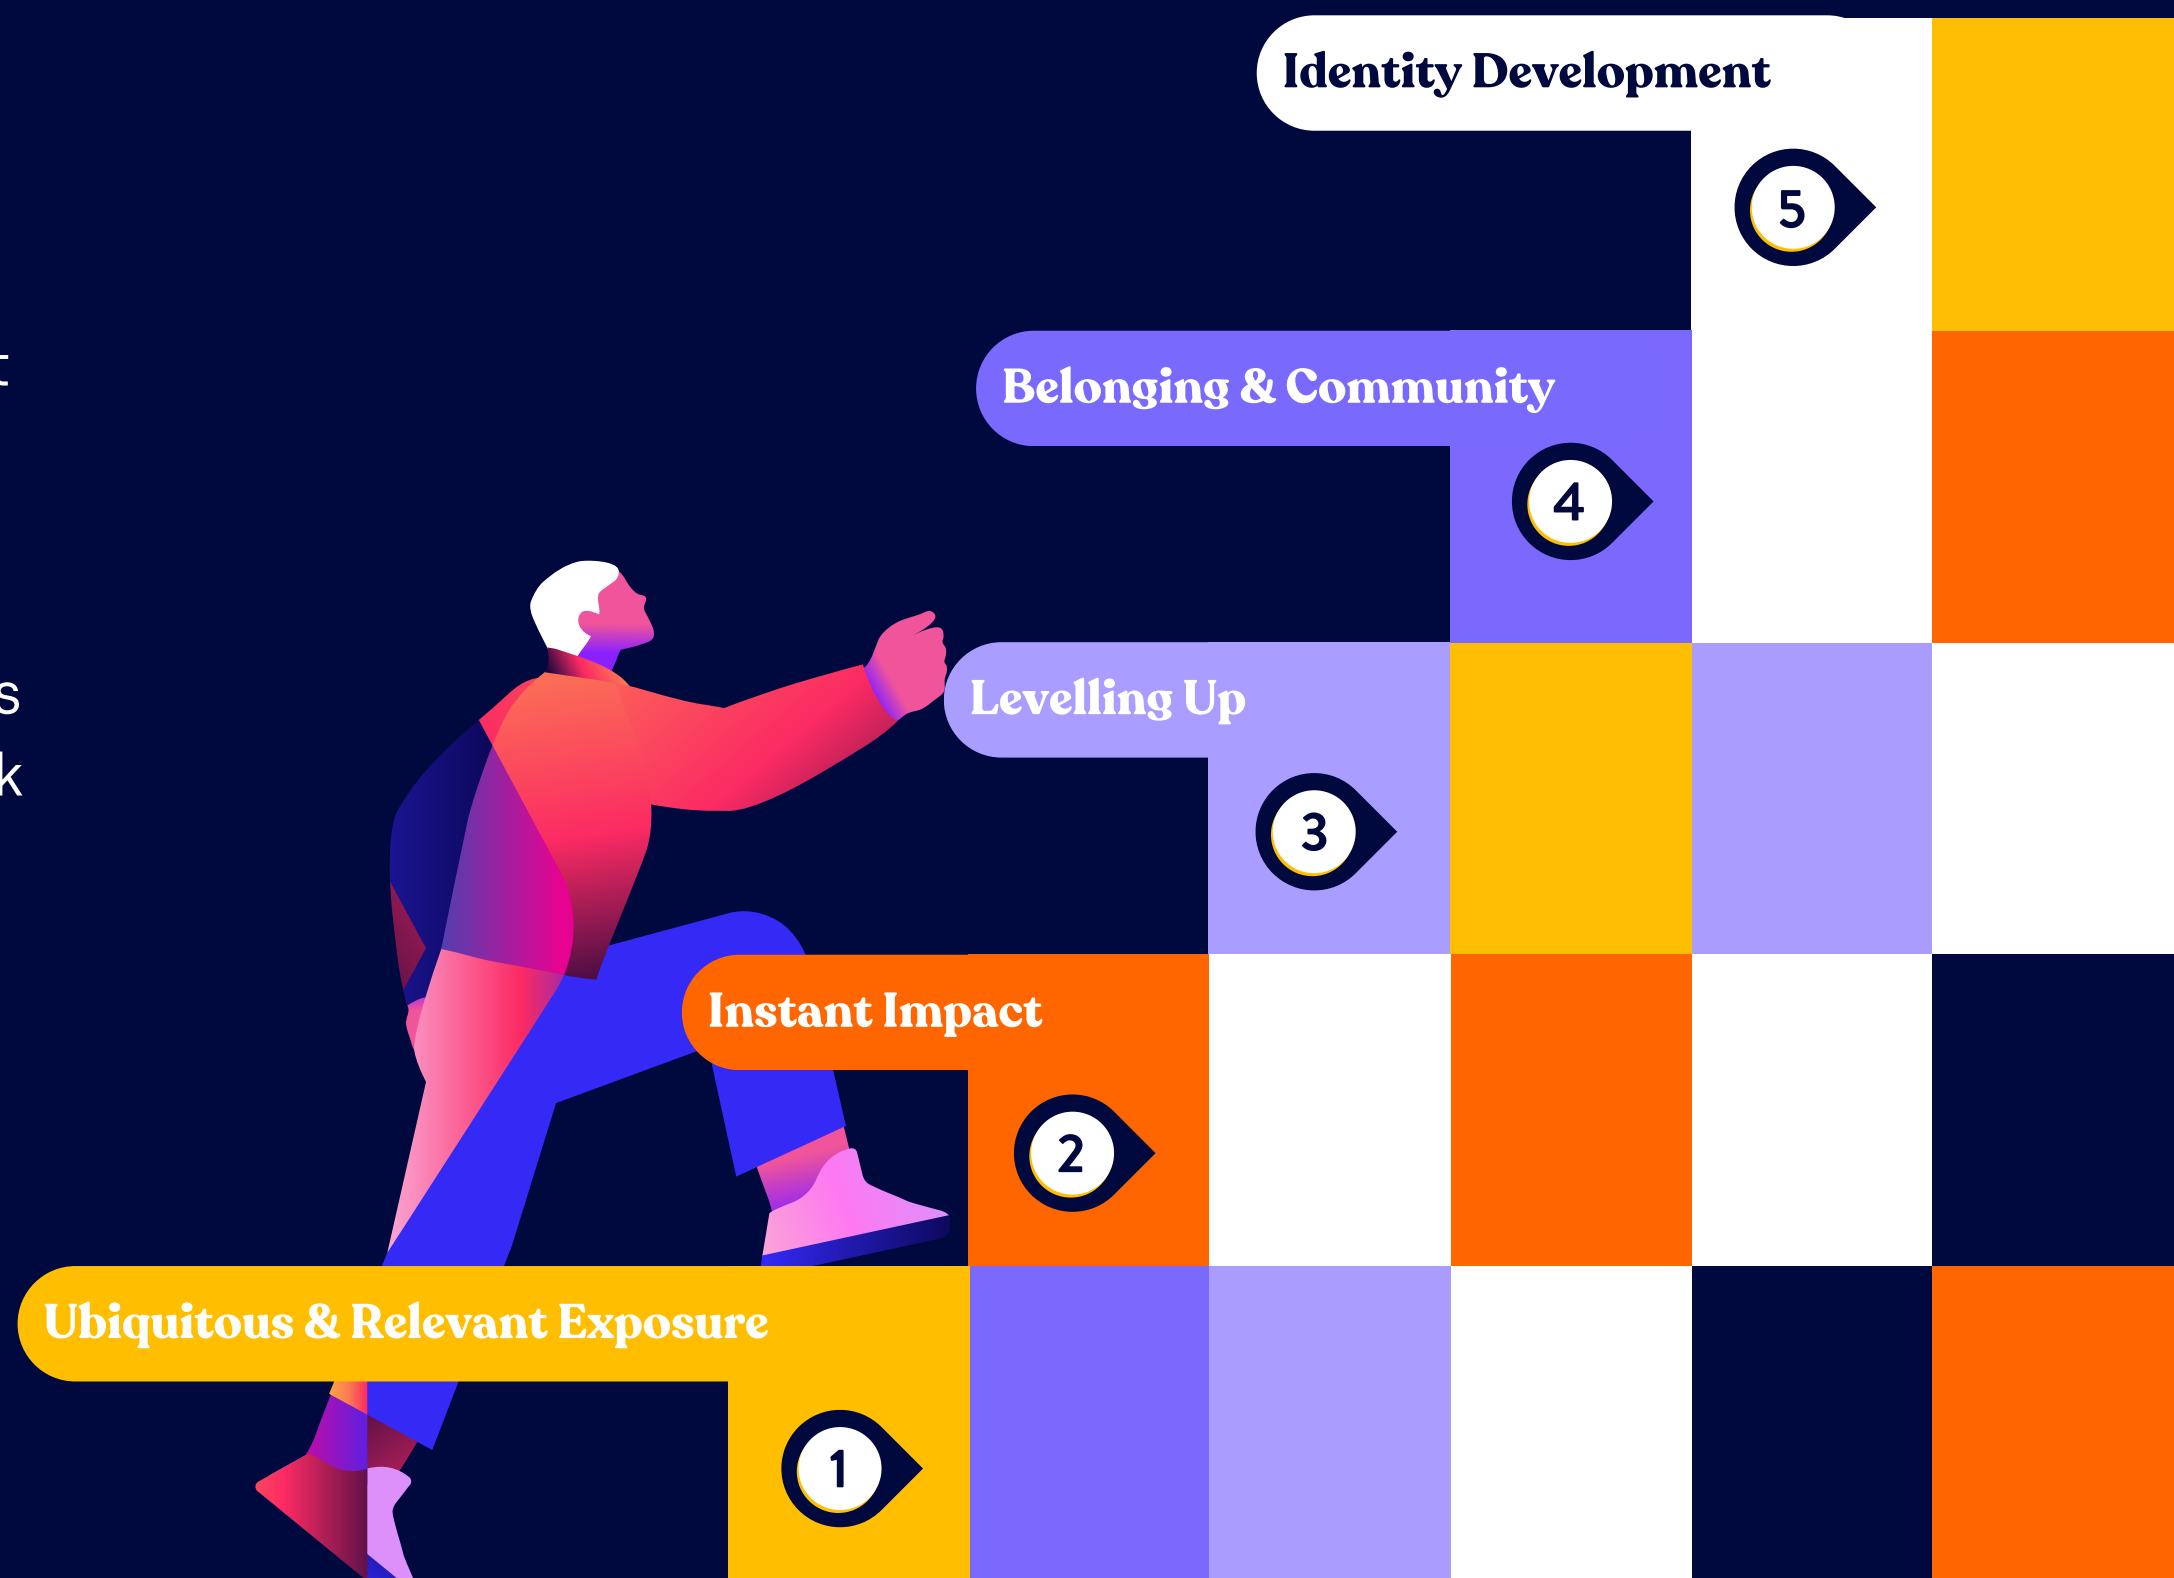 Identity Development
5
t
Belonging & Community
4
s
Levelling Up
k
3
Instant Impact
2
Ubiquitous & Relevant Exposure
1